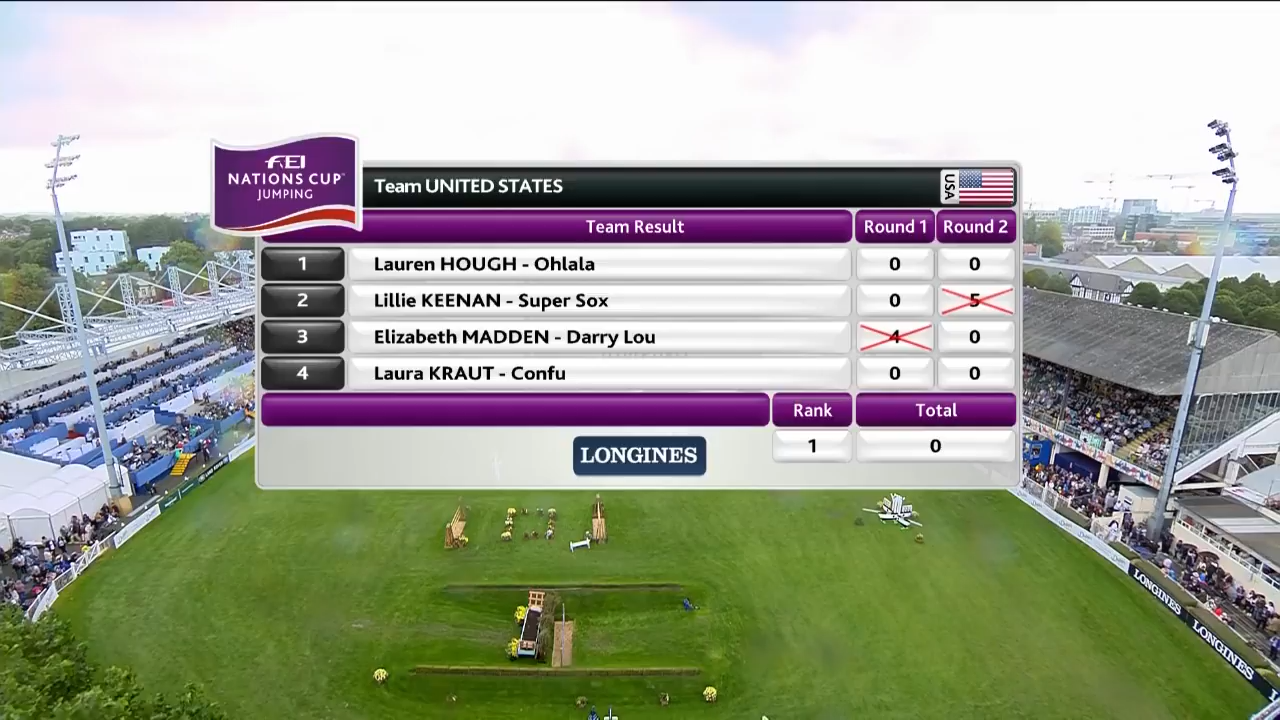 FEI
NATIONS CUP™
JUMPING
Team UNITED STATES
USA
Team Result Round 1 Round 2
1 Lauren HOUGH - Ohlala 0 0
2 Lillie KEENAN - Super Sox 0 5
3 Elizabeth MADDEN - Darry Lou 4 0
4 Laura KRAUT - Confu 0 0
Rank Total
LONGINES 1 0
LONGINES
LONGINES